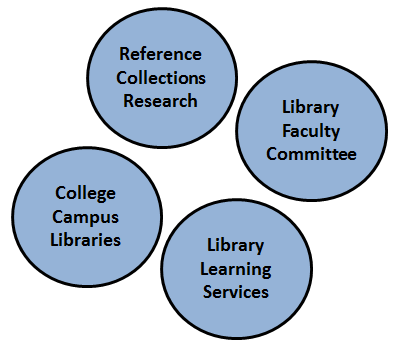 Reference
Collections
Research
Library
Faculty
Committee
College
Campus
Libraries
Library
Learning
Services